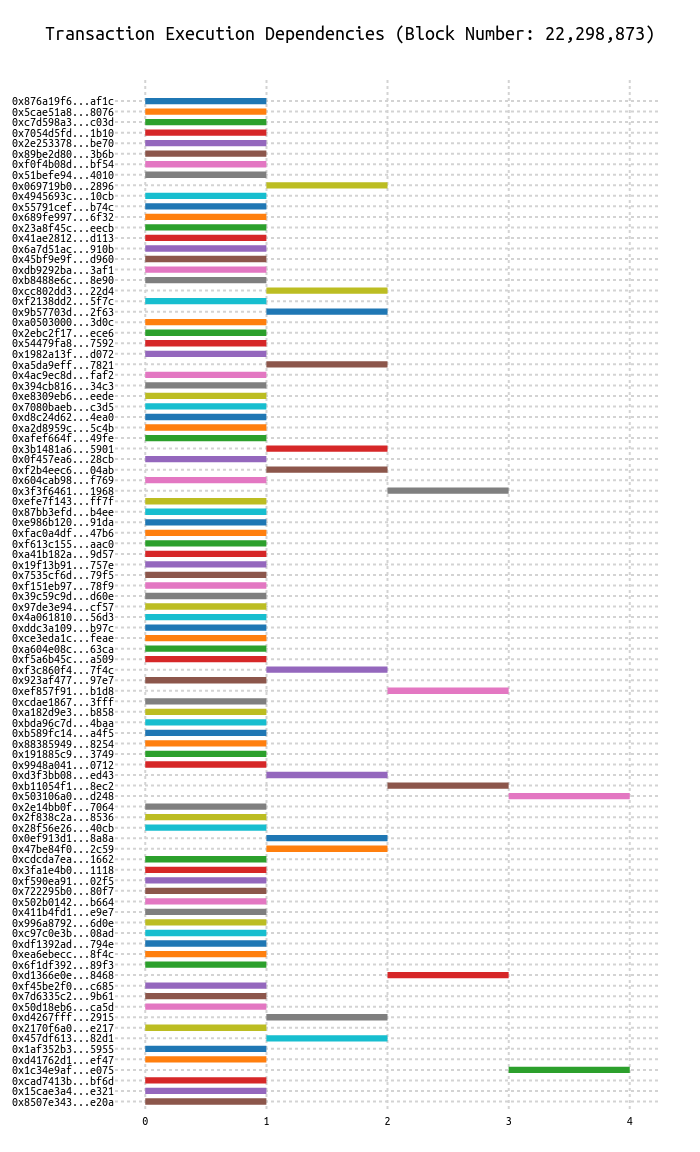 Transaction Execution Dependencies (Block Number: 22,298,873)
0x876a19f6...af1c
0x5cae51a8...8076
0xc7d598a3...c03d
0x7054d5fd...1b10
0x2e253378...be70
0x89be2d80...3b6b
0xf0f4b08d...bf54
0x51befe94...4010
0x069719b0...2896
0x4945693c...10cb
0x55791cef...b74c
0x689fe997...6f32
0x23a8f45c...eecb
0x41ae2812...d113
0x6a7d51ac...910b
0x45bf9e9f...d960
0xdb9292ba...3af1
0xb8488e6c...8e90
0xcc802dd3...22d4
0xf2138dd2...5f7c
0x9b57703d...2f63
0xa0503000...3d0c
0x2ebc2f17...ece6
0x54479fa8...7592
0x1982a13f...d072
0xa5da9eff...7821
0x4ac9ec8d...faf2
0x394cb816...34c3
0xe8309eb6...eede
0x7080baeb...c3d5
0xd8c24d62...4ea0
0xa2d8959c...5c4b
0xafef664f...49fe
0x3b1481a6...5901
0x0f457ea6...28cb
0xf2b4eec6...04ab
0x604cab98...f769
0x3f3f6461...1968
0xefe7f143...ff7f
0x87bb3efd...b4ee
0xe986b120...91da
0xfac0a4df...47b6
0xf613c155...aac0
0xa41b182a...9d57
0x19f13b91...757e
0x7535cf6d...79f5
0xf151eb97...78f9
0x39c59c9d...d60e
0x97de3e94...cf57
0x4a061810...56d3
0xddc3a109...b97c
0xce3eda1c...feae
0xa604e08c...63ca
0xf5a6b45c...a509
0xf3c860f4...7f4c
0x923af477...97e7
0xef857f91...b1d8
0xcdae1867...3fff
0xa182d9e3...b858
0xbda96c7d...4baa
0xb589fc14...a4f5
0x88385949...8254
0x191885c9...3749
0x9948a041...0712
0xd3f3bb08...ed43
0xb11054f1...8ec2
0x503106a0...d248
0x2e14bb0f...7064
0x2f838c2a...8536
0x28f56e26...40cb
0x0ef913d1...8a8a
0x47be84f0...2c59
0xcdcda7ea...1662
0x3fa1e4b0...1118
0xf590ea91...02f5
0x722295b0...80f7
0x502b0142...b664
0x411b4fd1...e9e7
0x996a8792...6d0e
0xc97c0e3b...08ad
0xdf1392ad...794e
0xea6ebecc...8f4c
0x6f1df392...89f3
0xd1366e0e...8468
0xf45be2f0...c685
0x7d6335c2...9b61
0x50d18eb6...ca5d
0xd4267fff...2915
0x2170f6a0...e217
0x457df613...82d1
0x1af352b3...5955
0xd41762d1...ef47
0x1c34e9af...e075
0xcad7413b...bf6d
0x15cae3a4...e321
0x8507e343...e20a
0 1 2 3 4